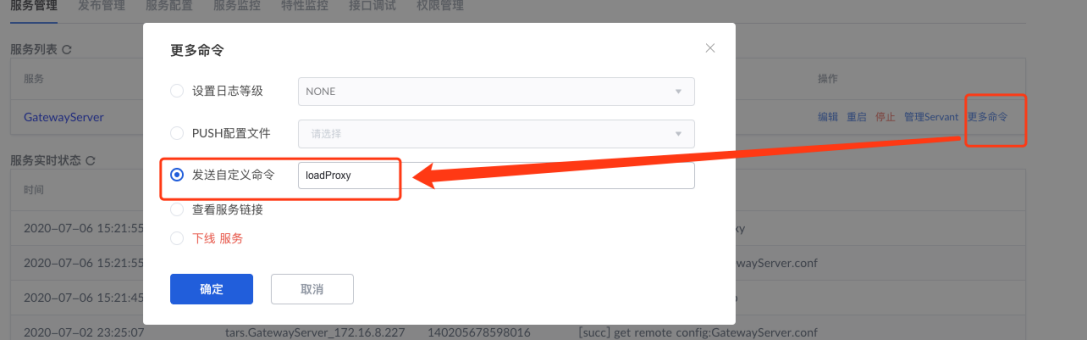 服务管理 发布管理 服务配置 服务监控 特性监控 接口调试 权限管理
服务列表
更多命令
服务
操作
设置日志等级 NONE
GatewayServer
编辑 重启 停止 管理Servant 更多命令
PUSH配置文件 请选择
服务实时状态
发送自定义命令 loadProxy
时间
查看服务链接
2020-07-06 15:21:55
下线 服务
2020-07-06 15:21:55 wayServer.conf
确定 取消
2020-07-06 15:21:45
2020-07-02 23:25:07 tars.GatewayServer_172.16.8.227 140205678598016 [succ] get remote config:GatewayServer.conf